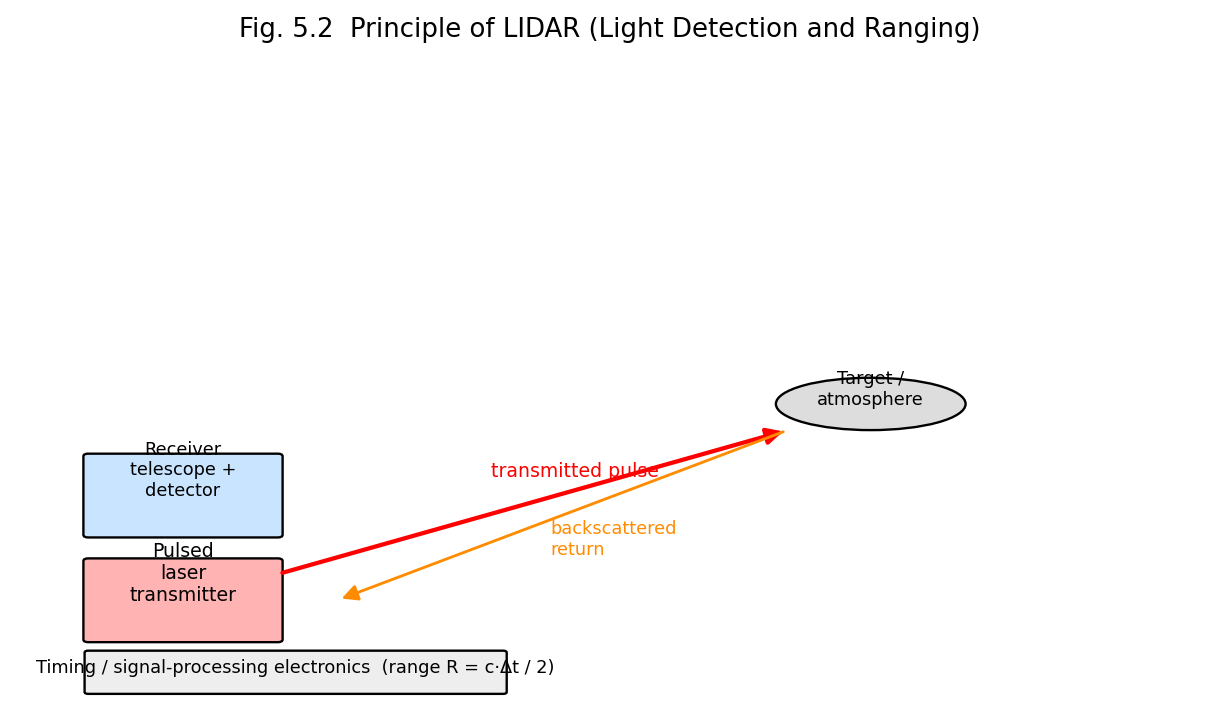 Fig. 5.2  Principle of LIDAR (Light Detection and Ranging)
Target /
atmosphere
Receiver
telescope +
detector
transmitted pulse
backscattered
return
Pulsed
laser
transmitter
Timing / signal-processing electronics  (range R = c·Δt / 2)